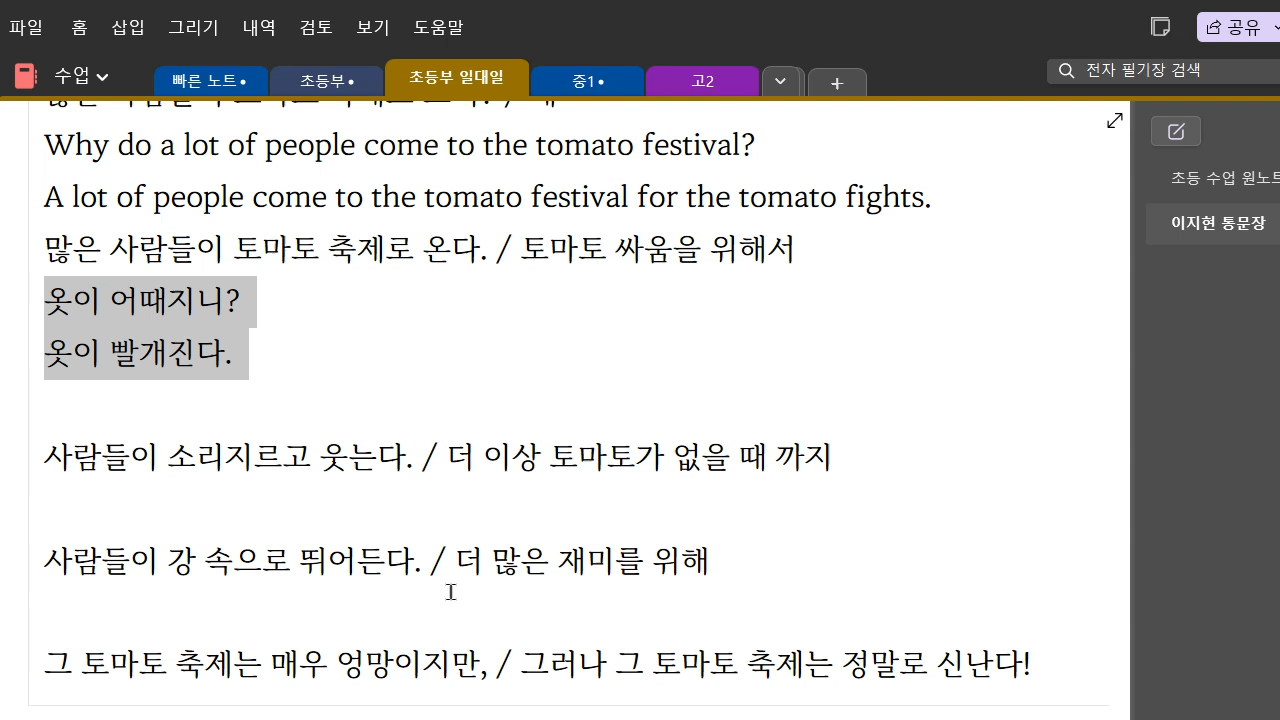 파일 홈 삽입 그리기 내역 검토 보기 도움말 공유
수업 빠른 노트 초등부 초등부 일대일 중1 고2 + 전자 필기장 검색
Why do a lot of people come to the tomato festival?
A lot of people come to the tomato festival for the tomato fights.
많은 사람들이 토마토 축제로 온다. / 토마토 싸움을 위해서
옷이 어때지니?
옷이 빨개진다.
사람들이 소리지르고 웃는다. / 더 이상 토마토가 없을 때 까지
사람들이 강 속으로 뛰어든다. / 더 많은 재미를 위해
그 토마토 축제는 매우 엉망이지만, / 그러나 그 토마토 축제는 정말로 신난다!
초등 수업 원노트
이지현 통문장